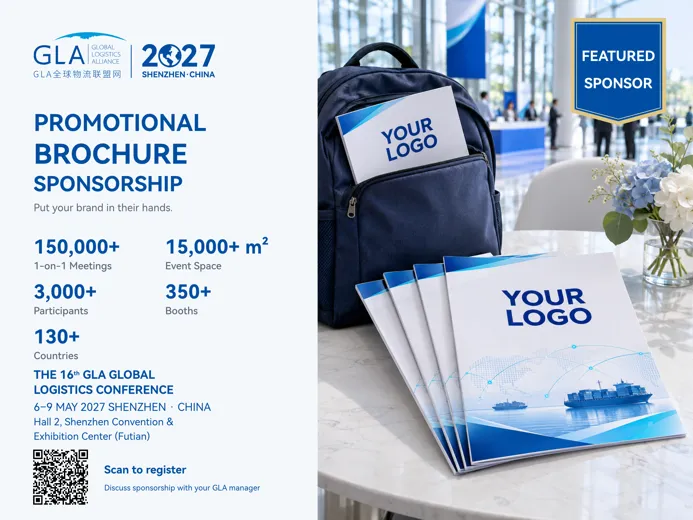 GLA
GLOBAL
LOGISTICS
ALLIANCE
GLA全球物流联盟网
2027
SHENZHEN·CHINA
PROMOTIONAL
BROCHURE
SPONSORSHIP
Put your brand in their hands.
150,000+
1-on-1 Meetings
15,000+ m²
Event Space
3,000+
Participants
350+
Booths
130+
Countries
THE 16th GLA GLOBAL
LOGISTICS CONFERENCE
6–9 MAY 2027 SHENZHEN · CHINA
Hall 2, Shenzhen Convention &
Exhibition Center (Futian)
Scan to register
Discuss sponsorship with your GLA manager
FEATURED
SPONSOR
YOUR
LOGO
YOUR
LOGO